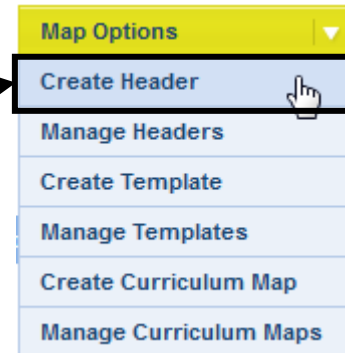 Map Options
Create Header
Manage Headers
Create Template
Manage Templates
Create Curriculum Map
Manage Curriculum Maps